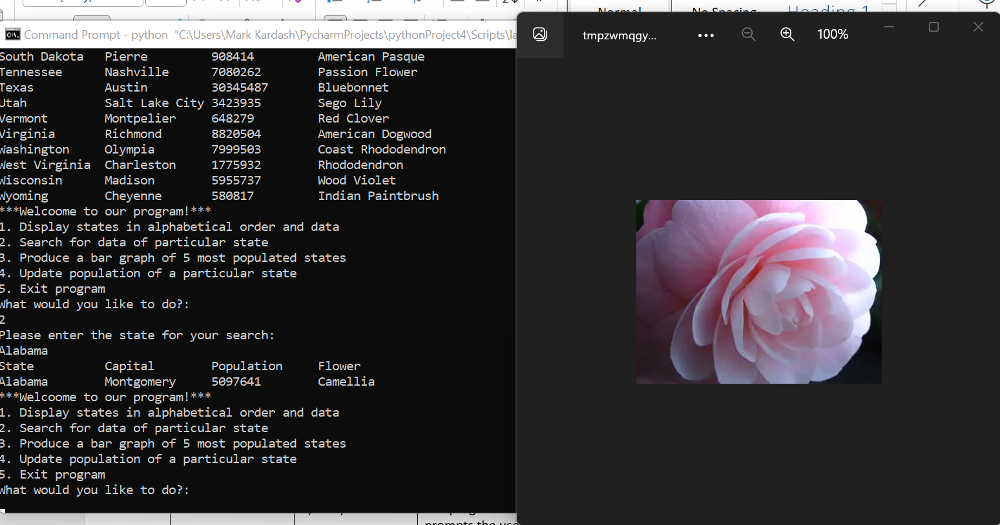 Normal
No Spacing
Heading 1
Command Prompt - python "C:\Users\Mark Kardash\PycharmProjects\pythonProject4\Scripts\la
tmpzwmqgy...
100%
South Dakota Pierre 908414 American Pasque
Tennessee Nashville 7080262 Passion Flower
Texas Austin 30345487 Bluebonnet
Utah Salt Lake City 3423935 Sego Lily
Vermont Montpelier 648279 Red Clover
Virginia Richmond 8820504 American Dogwood
Washington Olympia 7999503 Coast Rhododendron
West Virginia Charleston 1775932 Rhododendron
Wisconsin Madison 5955737 Wood Violet
Wyoming Cheyenne 580817 Indian Paintbrush
***Welcoome to our program!***
1. Display states in alphabetical order and data
2. Search for data of particular state
3. Produce a bar graph of 5 most populated states
4. Update population of a particular state
5. Exit program
What would you like to do?:
2
Please enter the state for your search:
Alabama
State Capital Population Flower
Alabama Montgomery 5097641 Camellia
***Welcoome to our program!***
1. Display states in alphabetical order and data
2. Search for data of particular state
3. Produce a bar graph of 5 most populated states
4. Update population of a particular state
5. Exit program
What would you like to do?:
prompts the use